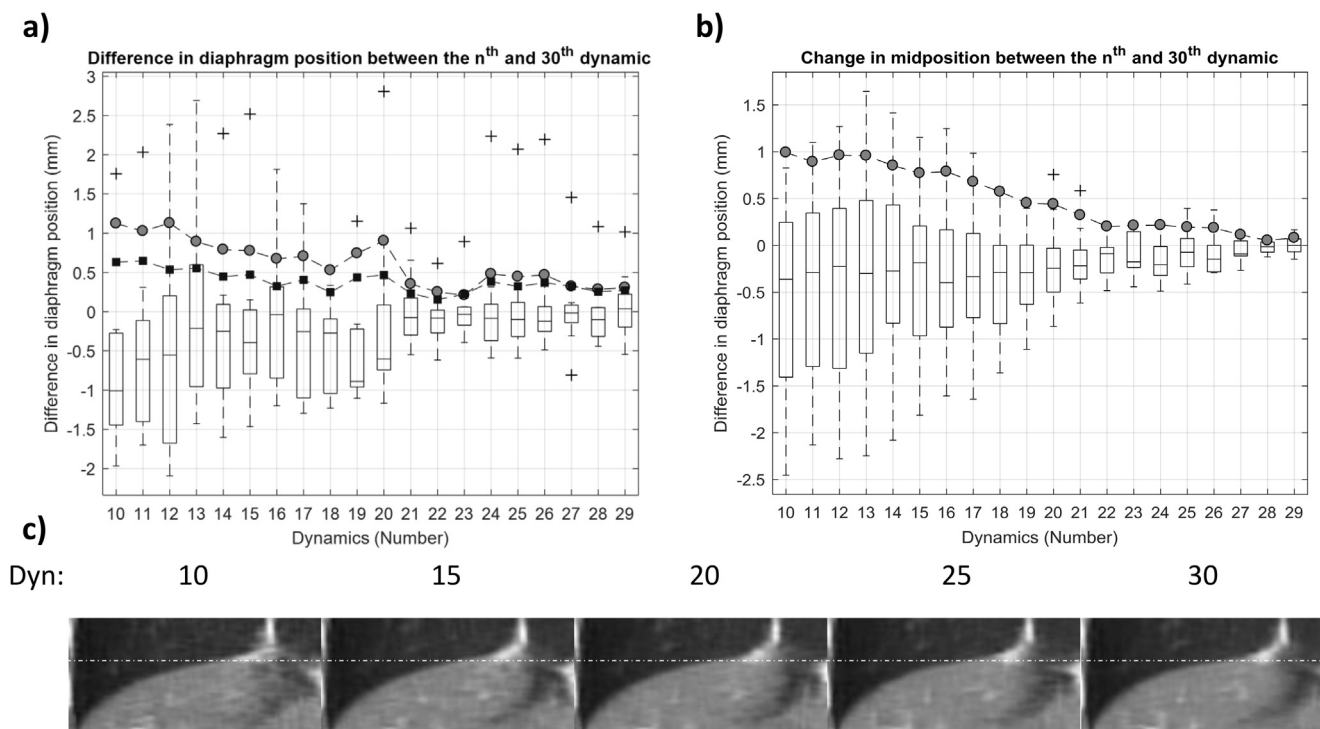 a)
Difference in diaphragm position between the nth and 30th dynamic
3
2.5
2
1.5
1
0.5
0
-0.5
-1
-1.5
-2
Difference in diaphragm position (mm)
10 11 12 13 14 15 16 17 18 19 20 21 22 23 24 25 26 27 28 29
Dynamics (Number)
b)
Change in midposition between the nth and 30th dynamic
1.5
1
0.5
0
-0.5
-1
-1.5
-2
-2.5
Difference in diaphragm position (mm)
10 11 12 13 14 15 16 17 18 19 20 21 22 23 24 25 26 27 28 29
Dynamics (Number)
c)
Dyn: 10 15 20 25 30